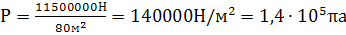 P = 11500000Н/80м² = 140000Н/м² = 1,4 · 10⁵па